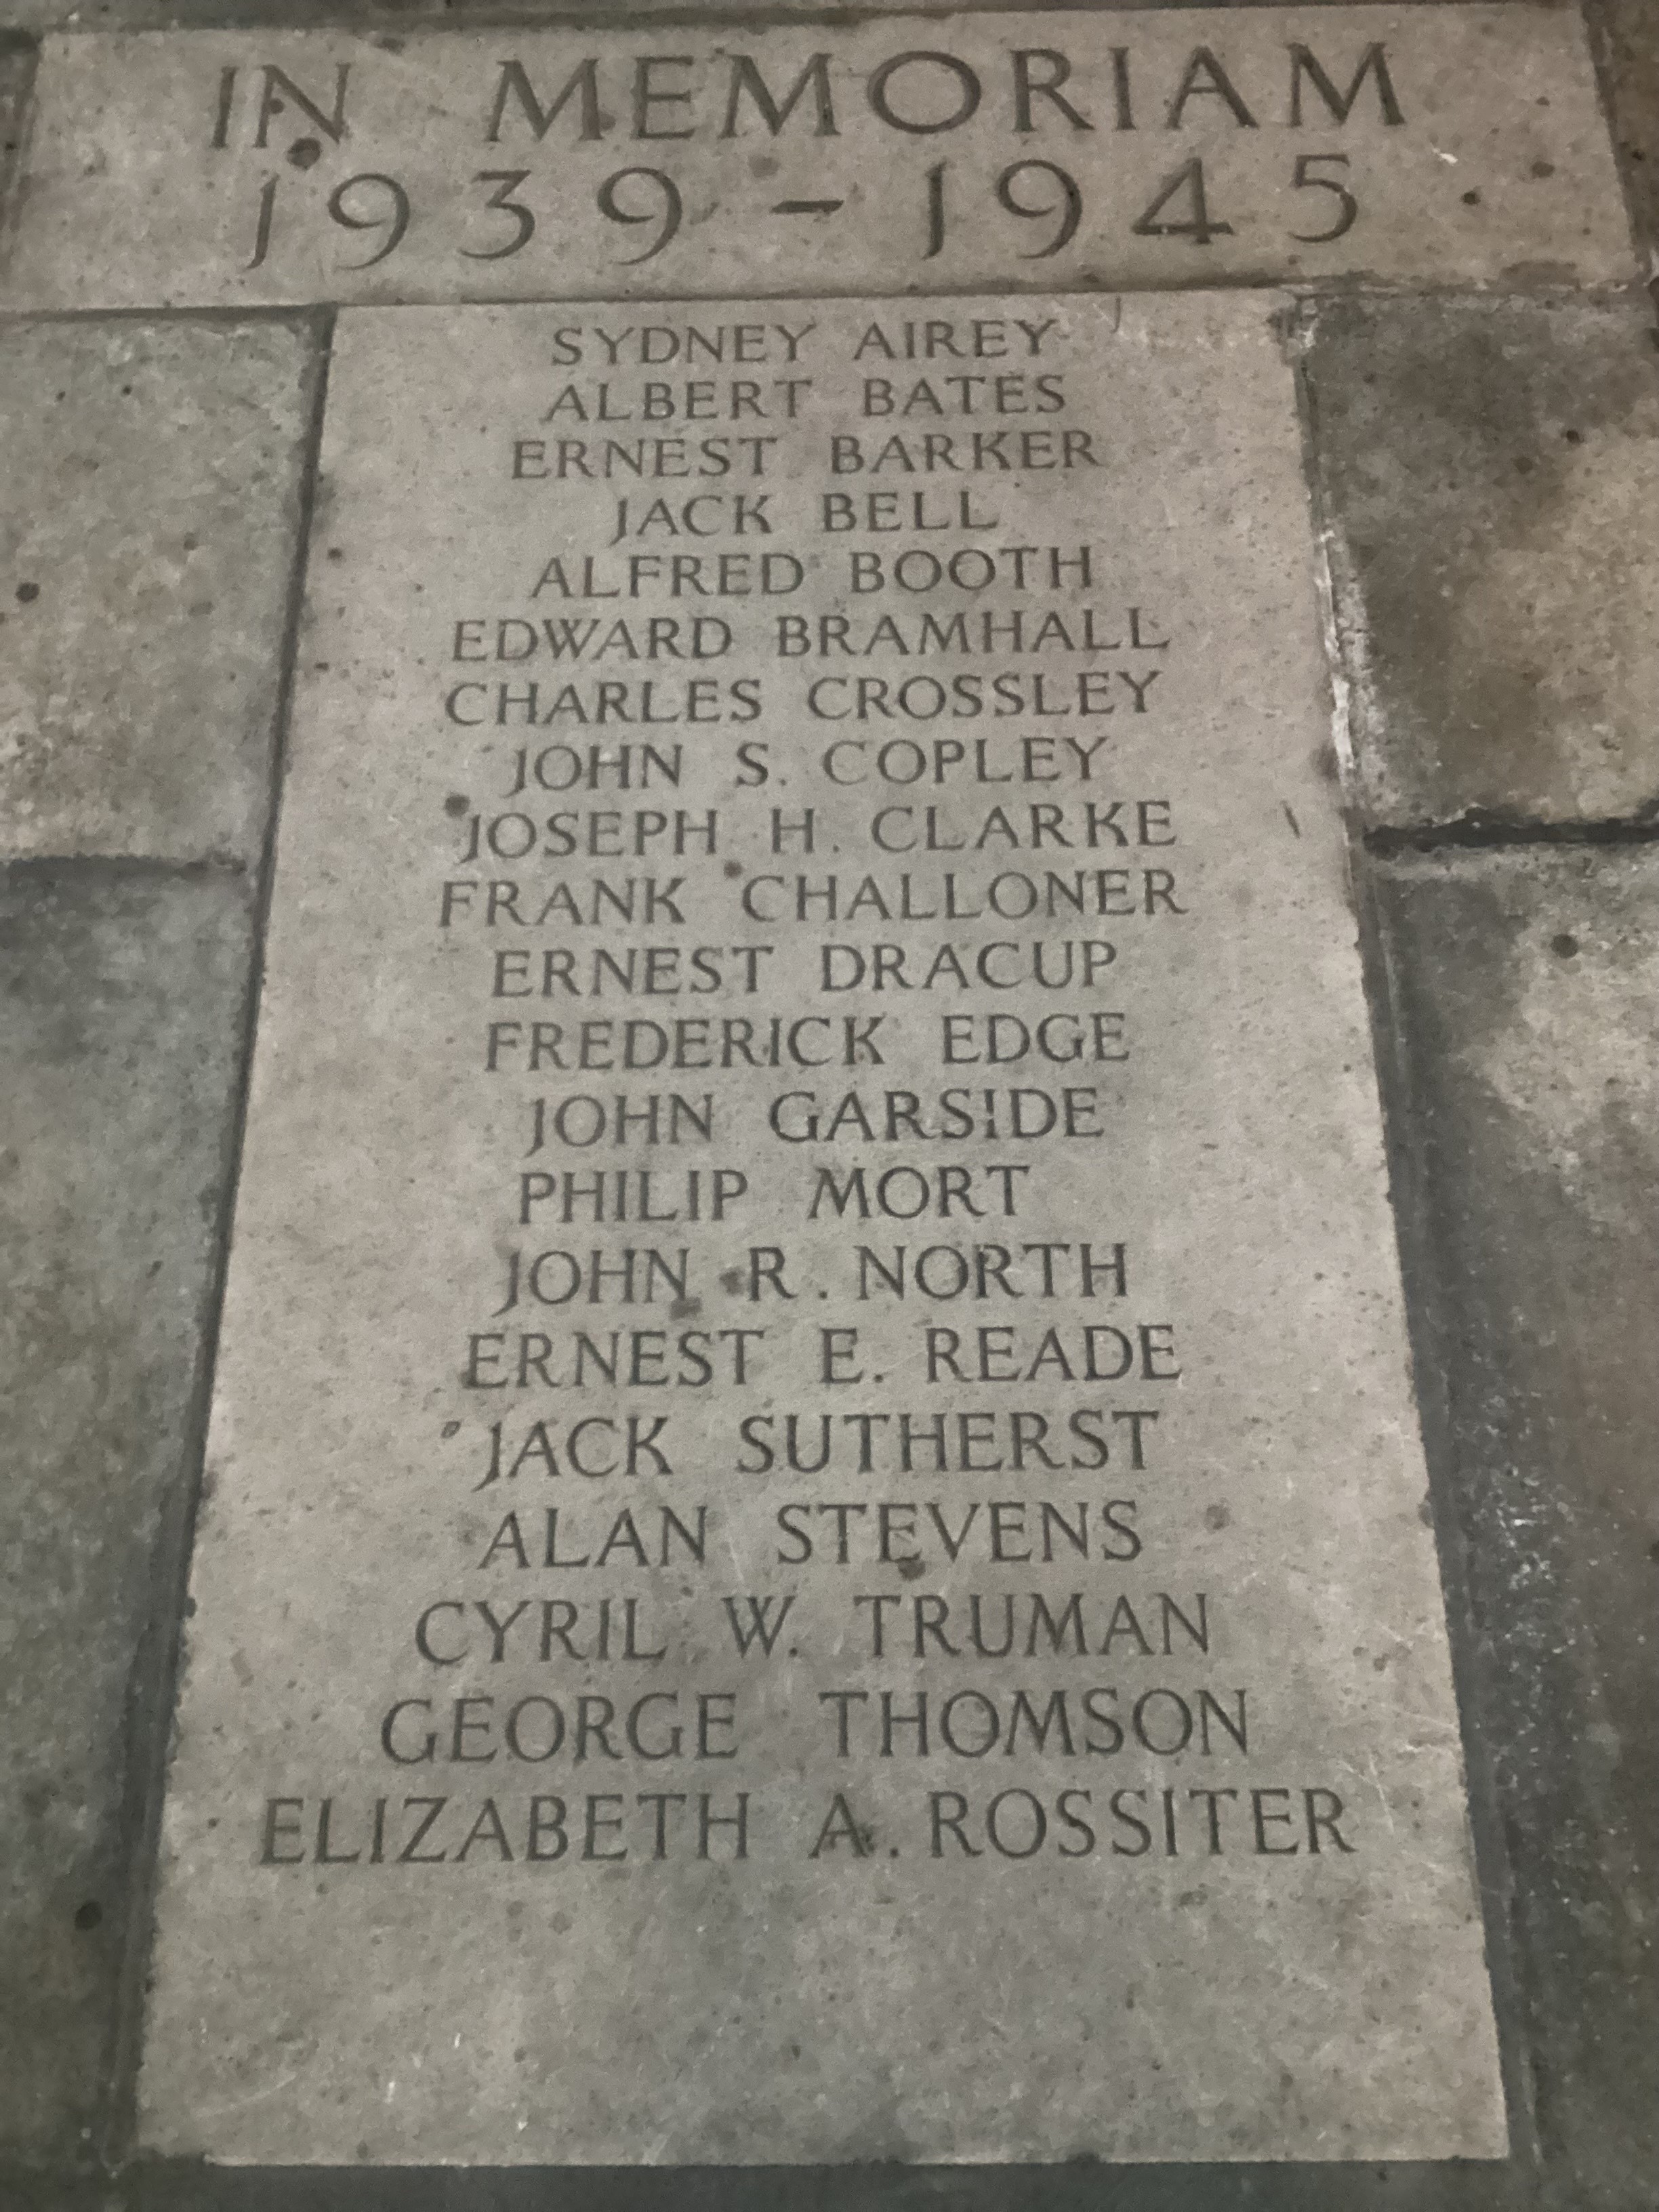 IN MEMORIAM
1939 - 1945
SYDNEY AIREY
ALBERT BATES
ERNEST BARKER
JACK BELL
ALFRED BOOTH
EDWARD BRAMHALL
CHARLES CROSSLEY
JOHN S. COPLEY
JOSEPH H. CLARKE
FRANK CHALLONER
ERNEST DRACUP
FREDERICK EDGE
JOHN GARSIDE
PHILIP MORT
JOHN R. NORTH
ERNEST E. READE
JACK SUTHERST
ALAN STEVENS
CYRIL W. TRUMAN
GEORGE THOMSON
ELIZABETH A. ROSSITER